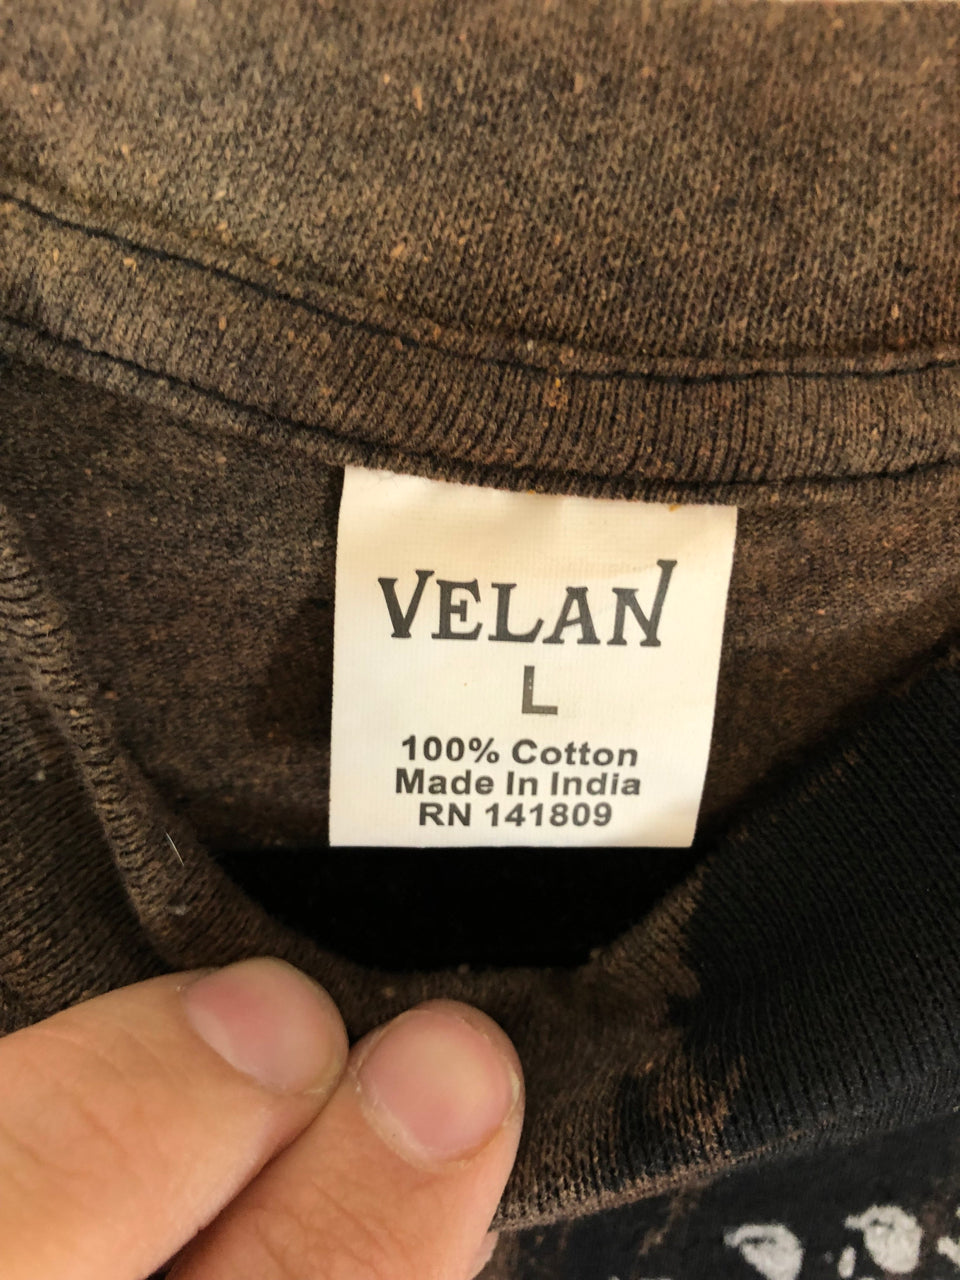 VELAN
L
100% Cotton
Made In India
RN 141809